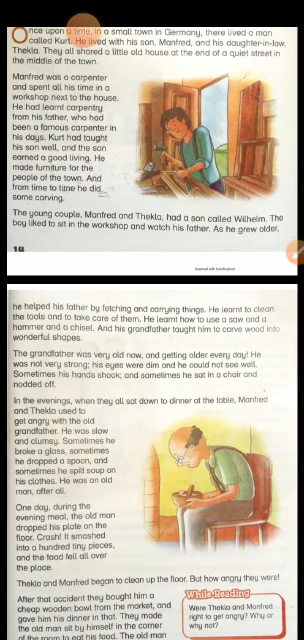 Once upon a time, in a small town in Germany, there lived a man
called Kurt. He lived with his son, Manfred, and his daughter-in-law,
Thekla. They all shared a little old house at the end of a quiet street in
the middle of the town.
Manfred was a carpenter
and spent all his time in a
workshop next to the house.
He had learnt carpentry
from his father, who had
been a famous carpenter in
his days. Kurt had taught
his son well, and the son
earned a good living. He
made furniture for the
people of the town. And
from time to time he did
some carving.
The young couple, Manfred and Thekla, had a son called Wilhelm. The
boy liked to sit in the workshop and watch his father. As he grew older,
14
Scanned with CamScanner
he helped his father by fetching and carrying things. He learnt to clean
the tools and to take care of them. He learnt how to use a saw and a
hammer and a chisel. And his grandfather taught him to carve wood into
wonderful shapes.
The grandfather was very old now, and getting older every day! He
was not very strong; his eyes were dim and he could not see well.
Sometimes his hands shook; and sometimes he sat in a chair and
nodded off.
In the evenings, when they all sat down to dinner at the table, Manfred
and Thekla used to
get angry with the old
grandfather. He was slow
and clumsy. Sometimes he
broke a glass, sometimes
he dropped a spoon, and
sometimes he spilt soup on
his clothes. He was an old
man, after all.
One day, during the
evening meal, the old man
dropped his plate on the
floor. Crash! It smashed
into a hundred tiny pieces,
and the food fell all over
the place.
Thekla and Manfred began to clean up the floor. But how angry they were!
After that accident they bought him a
cheap wooden bowl from the market, and
gave him his dinner in that. They made
the old man sit by himself in the corner
of the room to eat his food. The old man
While Reading
Were Thekla and Manfred
right to get angry? Why or
why not?